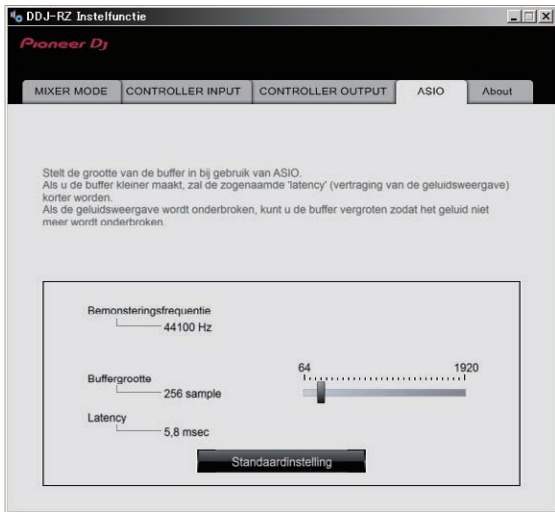 DDJ-RZ Instelfunctie
Pioneer Dj
MIXER MODE CONTROLLER INPUT CONTROLLER OUTPUT ASIO About
Stelt de grootte van de buffer in bij gebruik van ASIO.
Als u de buffer kleiner maakt, zal de zogenaamde 'latency' (vertraging van de geluidsweergave)
korter worden.
Als de geluidsweergave wordt onderbroken, kunt u de buffer vergroten zodat het geluid niet
meer wordt onderbroken.
Bemonsteringsfrequentie
44100 Hz
64 1920
Buffergrootte
256 sample
Latency
5,8 msec
Standaardinstelling